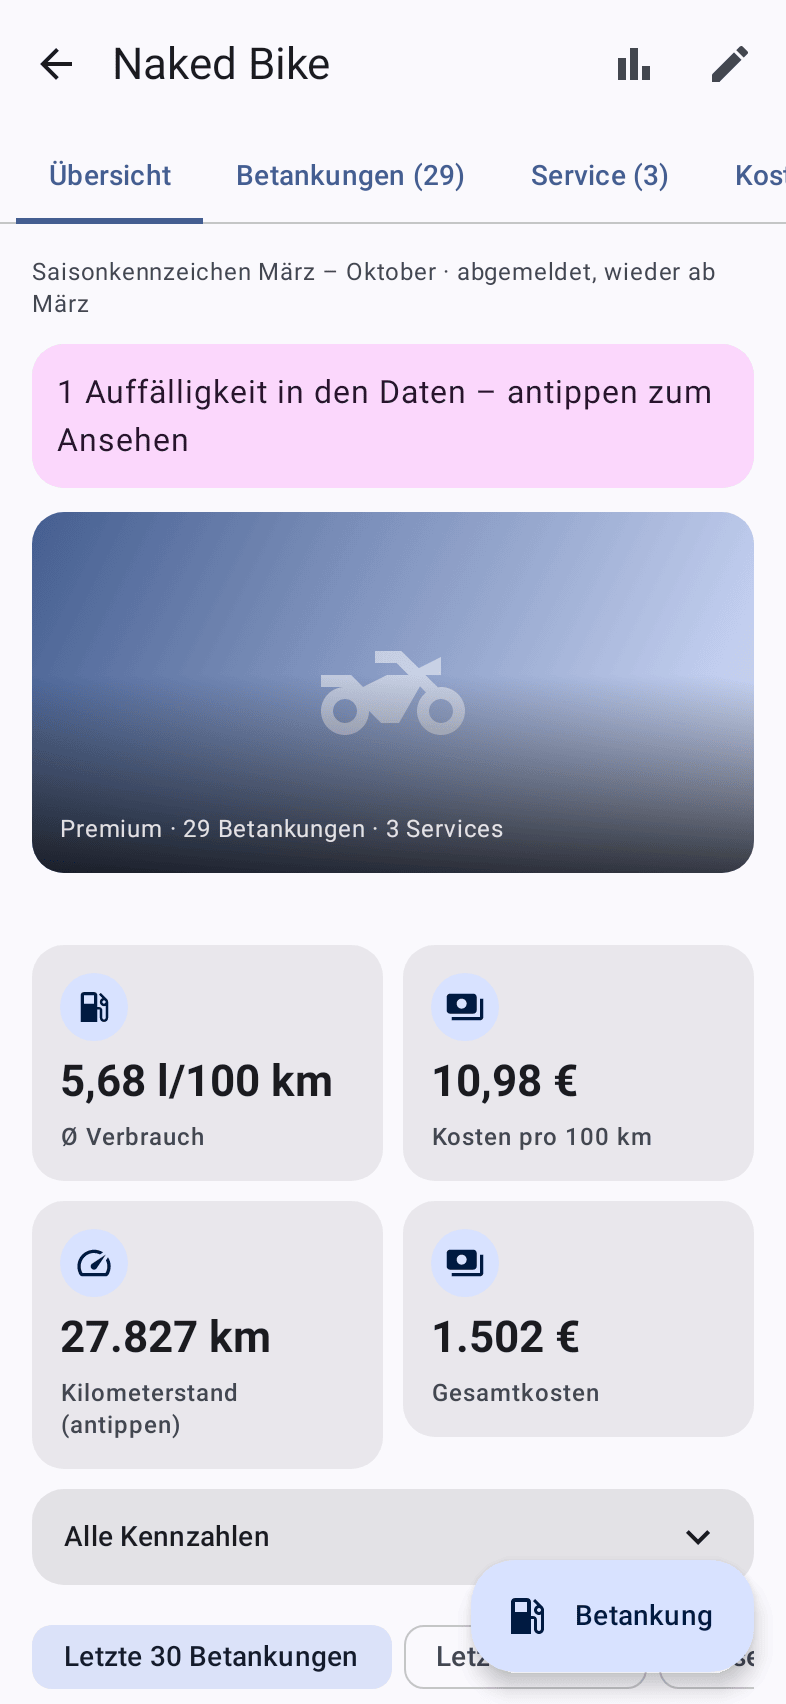 Naked Bike
Übersicht
Betankungen (29)
Service (3)
Saisonkennzeichen März – Oktober · abgemeldet, wieder ab
März
1 Auffälligkeit in den Daten – antippen zum
Ansehen
Premium · 29 Betankungen · 3 Services
5,68 l/100 km
Ø Verbrauch
10,98 €
Kosten pro 100 km
27.827 km
Kilometerstand
(antippen)
1.502 €
Gesamtkosten
Alle Kennzahlen
Betankung
Letzte 30 Betankungen